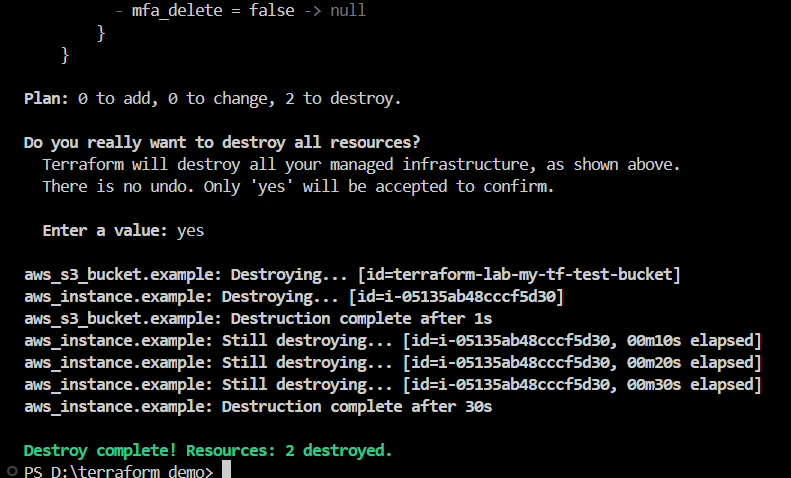 - mfa_delete = false -> null
}
}
Plan: 0 to add, 0 to change, 2 to destroy.
Do you really want to destroy all resources?
Terraform will destroy all your managed infrastructure, as shown above.
There is no undo. Only 'yes' will be accepted to confirm.
Enter a value: yes
aws_s3_bucket.example: Destroying... [id=terraform-lab-my-tf-test-bucket]
aws_instance.example: Destroying... [id=i-05135ab48cccf5d30]
aws_s3_bucket.example: Destruction complete after 1s
aws_instance.example: Still destroying... [id=i-05135ab48cccf5d30, 00m10s elapsed]
aws_instance.example: Still destroying... [id=i-05135ab48cccf5d30, 00m20s elapsed]
aws_instance.example: Still destroying... [id=i-05135ab48cccf5d30, 00m30s elapsed]
aws_instance.example: Destruction complete after 30s
Destroy complete! Resources: 2 destroyed.
PS D:\terraform_demo>